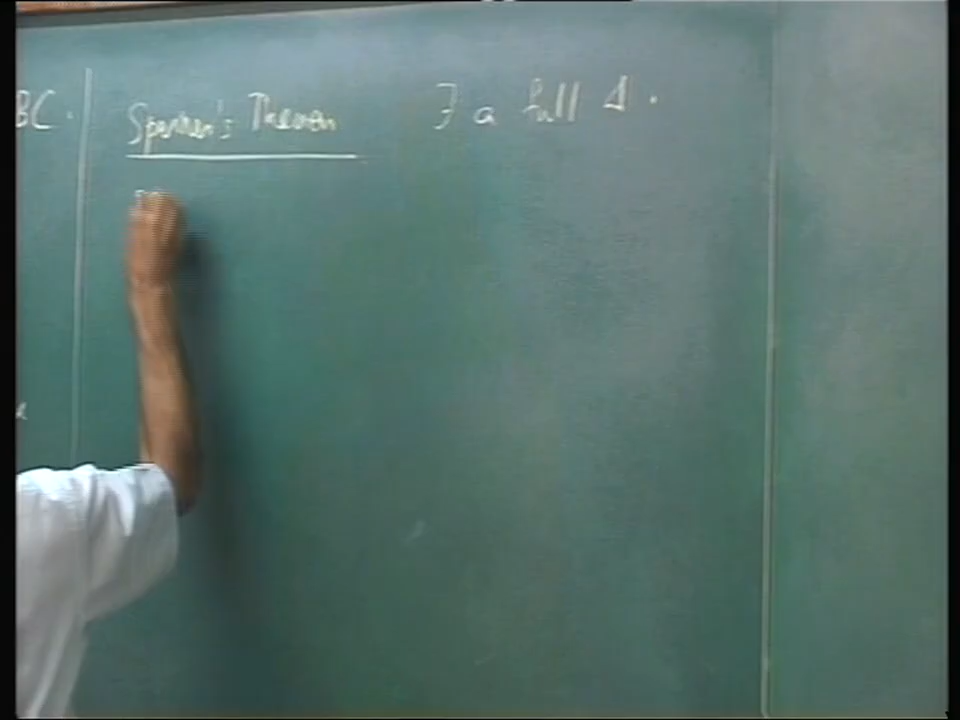 BC.
Sperner's Theorem ∃ a full Δ.